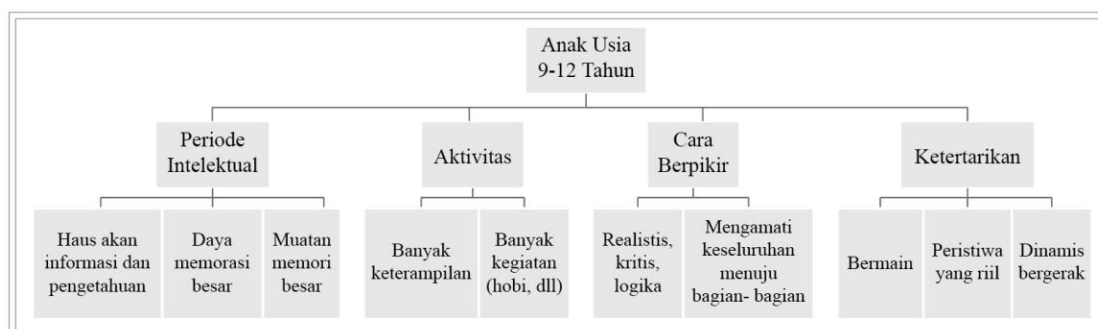 Anak Usia
9-12 Tahun
Periode
Intelektual
Aktivitas
Cara
Berpikir
Ketertarikan
Haus akan
informasi dan
pengetahuan
Daya
memorasi
besar
Muatan
memori
besar
Banyak
keterampilan
Banyak
kegiatan
(hobi, dll)
Realistis,
kritis,
logika
Mengamati
keseluruhan
menuju
bagian- bagian
Bermain
Peristiwa
yang riil
Dinamis
bergerak